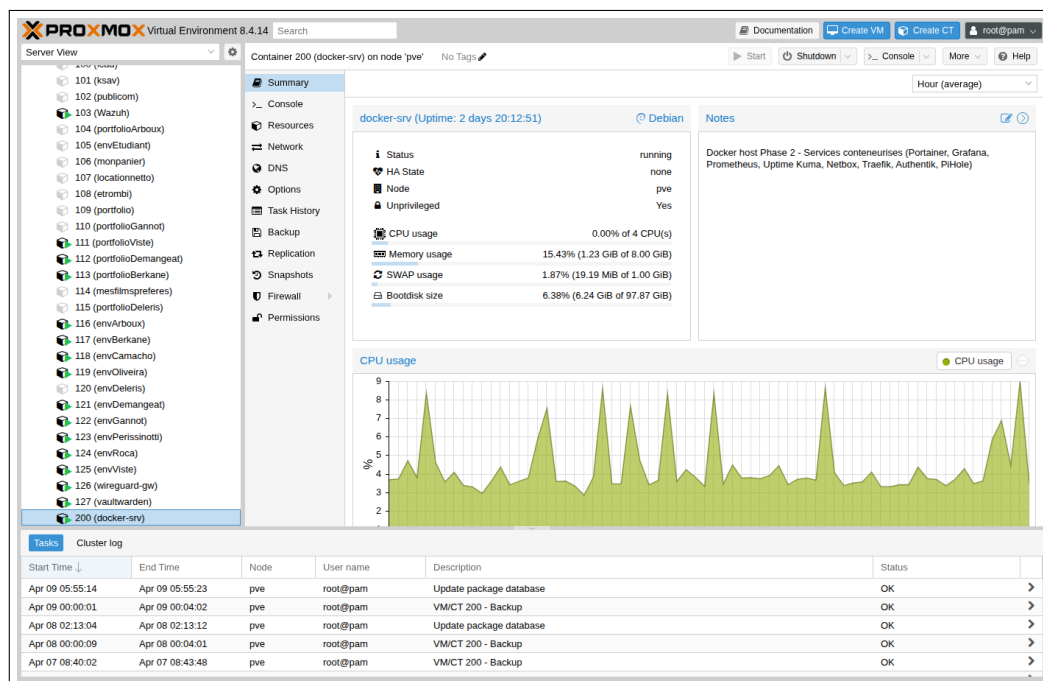 PROXMOX Virtual Environment 8.4.14 Search Documentation Create VM Create CT root@pam
Server View
Container 200 (docker-srv) on node 'pve' No Tags Start Shutdown >_ Console More Help
101 (ksav)
102 (publicom)
103 (Wazuh)
104 (portfolioArboux)
105 (envEtudiant)
106 (monpanier)
107 (locationnetto)
108 (etrombi)
109 (portfolio)
110 (portfolioGannot)
111 (portfolioViste)
112 (portfolioDemangeat)
113 (portfolioBerkane)
114 (mesfilmspreferes)
115 (portfolioDeleris)
116 (envArboux)
117 (envBerkane)
118 (envCamacho)
119 (envOliveira)
120 (envDeleris)
121 (envDemangeat)
122 (envGannot)
123 (envPerissinotti)
124 (envRoca)
125 (envViste)
126 (wireguard-gw)
127 (vaultwarden)
200 (docker-srv)
Summary
>_ Console
Resources
Network
DNS
Options
Task History
Backup
Replication
Snapshots
Firewall
Permissions
Hour (average)
docker-srv (Uptime: 2 days 20:12:51) Debian
Status running
HA State none
Node pve
Unprivileged Yes
CPU usage 0.00% of 4 CPU(s)
Memory usage 15.43% (1.23 GiB of 8.00 GiB)
SWAP usage 1.87% (19.19 MiB of 1.00 GiB)
Bootdisk size 6.38% (6.24 GiB of 97.87 GiB)
Notes
Docker host Phase 2 - Services conteneurises (Portainer, Grafana,
Prometheus, Uptime Kuma, Netbox, Traefik, Authentik, PiHole)
CPU usage CPU usage
9
8
7
6
5
%
4
3
2
Tasks Cluster log
Start Time End Time Node User name Description Status
Apr 09 05:55:14 Apr 09 05:55:23 pve root@pam Update package database OK
Apr 09 00:00:01 Apr 09 00:04:02 pve root@pam VM/CT 200 - Backup OK
Apr 08 02:13:04 Apr 08 02:13:12 pve root@pam Update package database OK
Apr 08 00:00:09 Apr 08 00:04:01 pve root@pam VM/CT 200 - Backup OK
Apr 07 08:40:02 Apr 07 08:43:48 pve root@pam VM/CT 200 - Backup OK